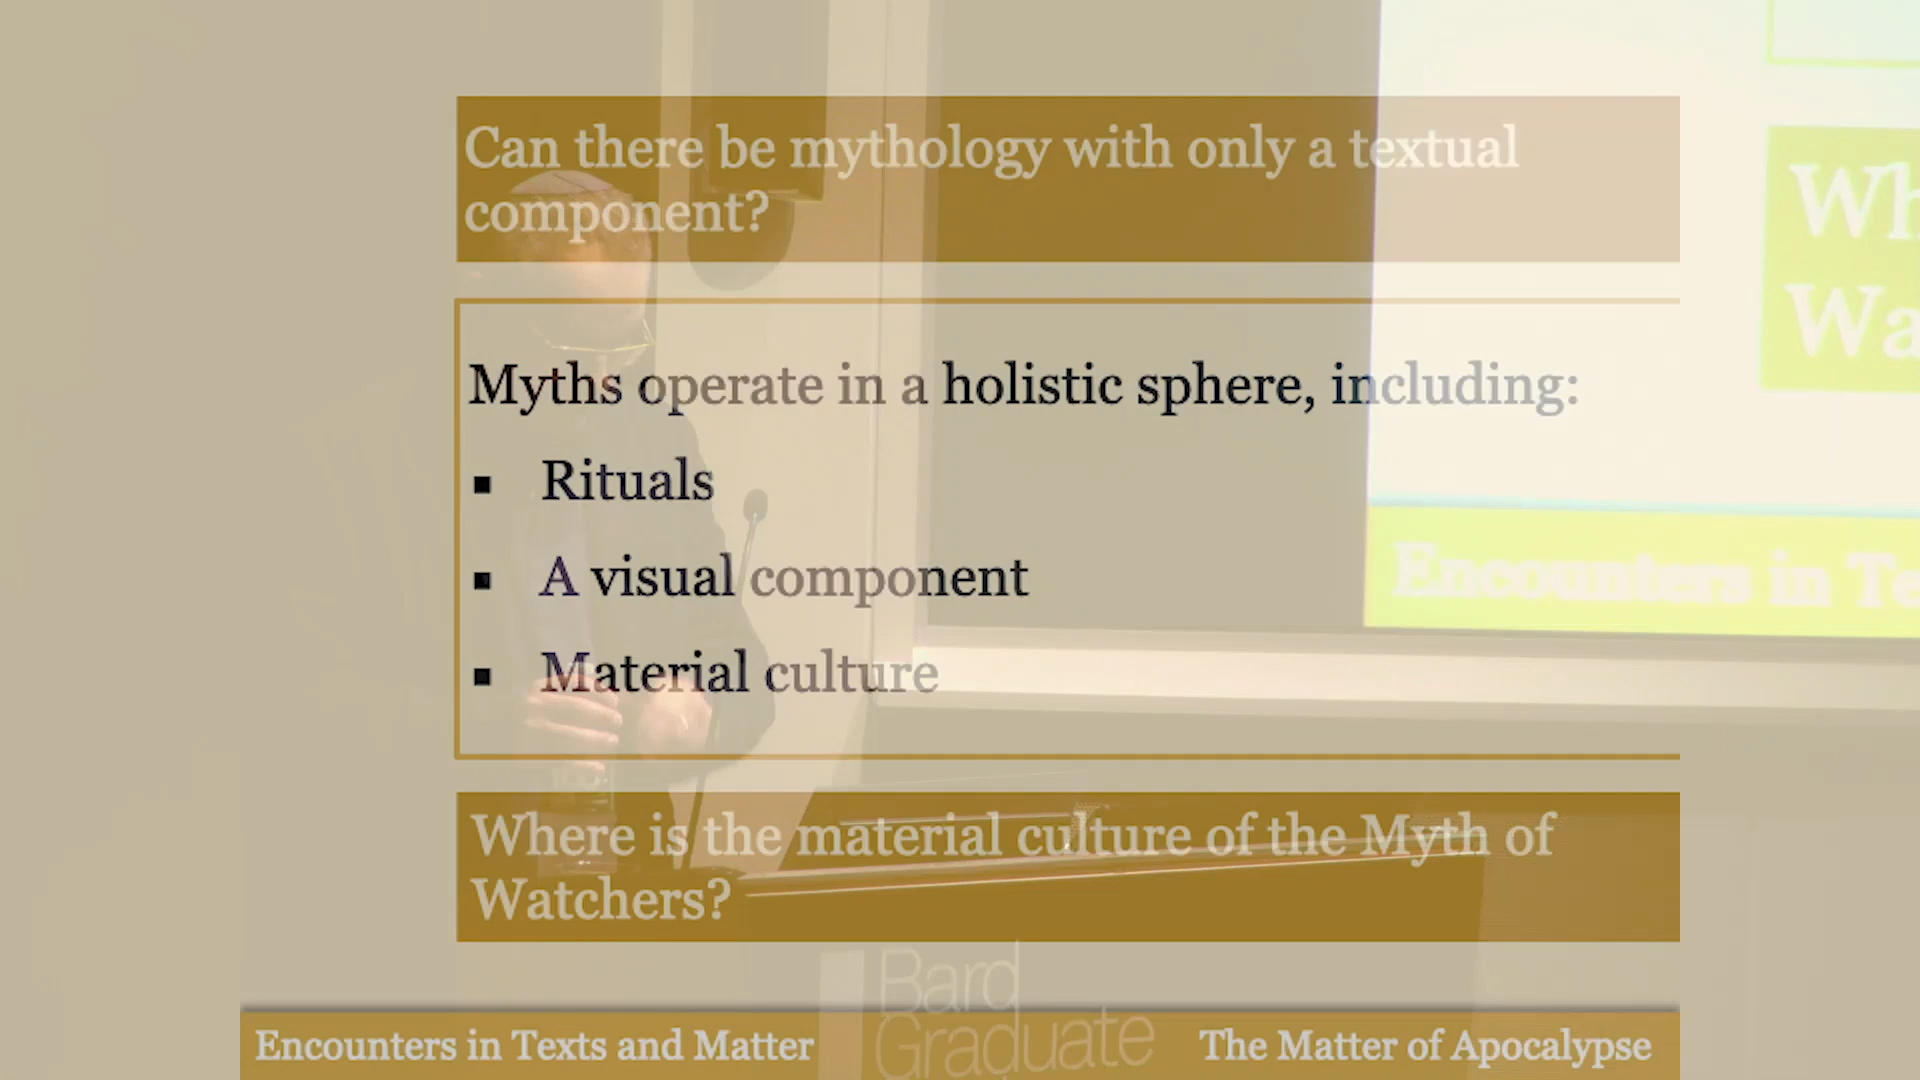 Can there be mythology with only a textual
component?
Myths operate in a holistic sphere, including:
▪ Rituals
▪ A visual component
▪ Material culture
Where is the material culture of the Myth of
Watchers?
Encounters in Texts and Matter
The Matter of Apocalypse
Wh
Wa
Encounters in Te
Bard
Graduate